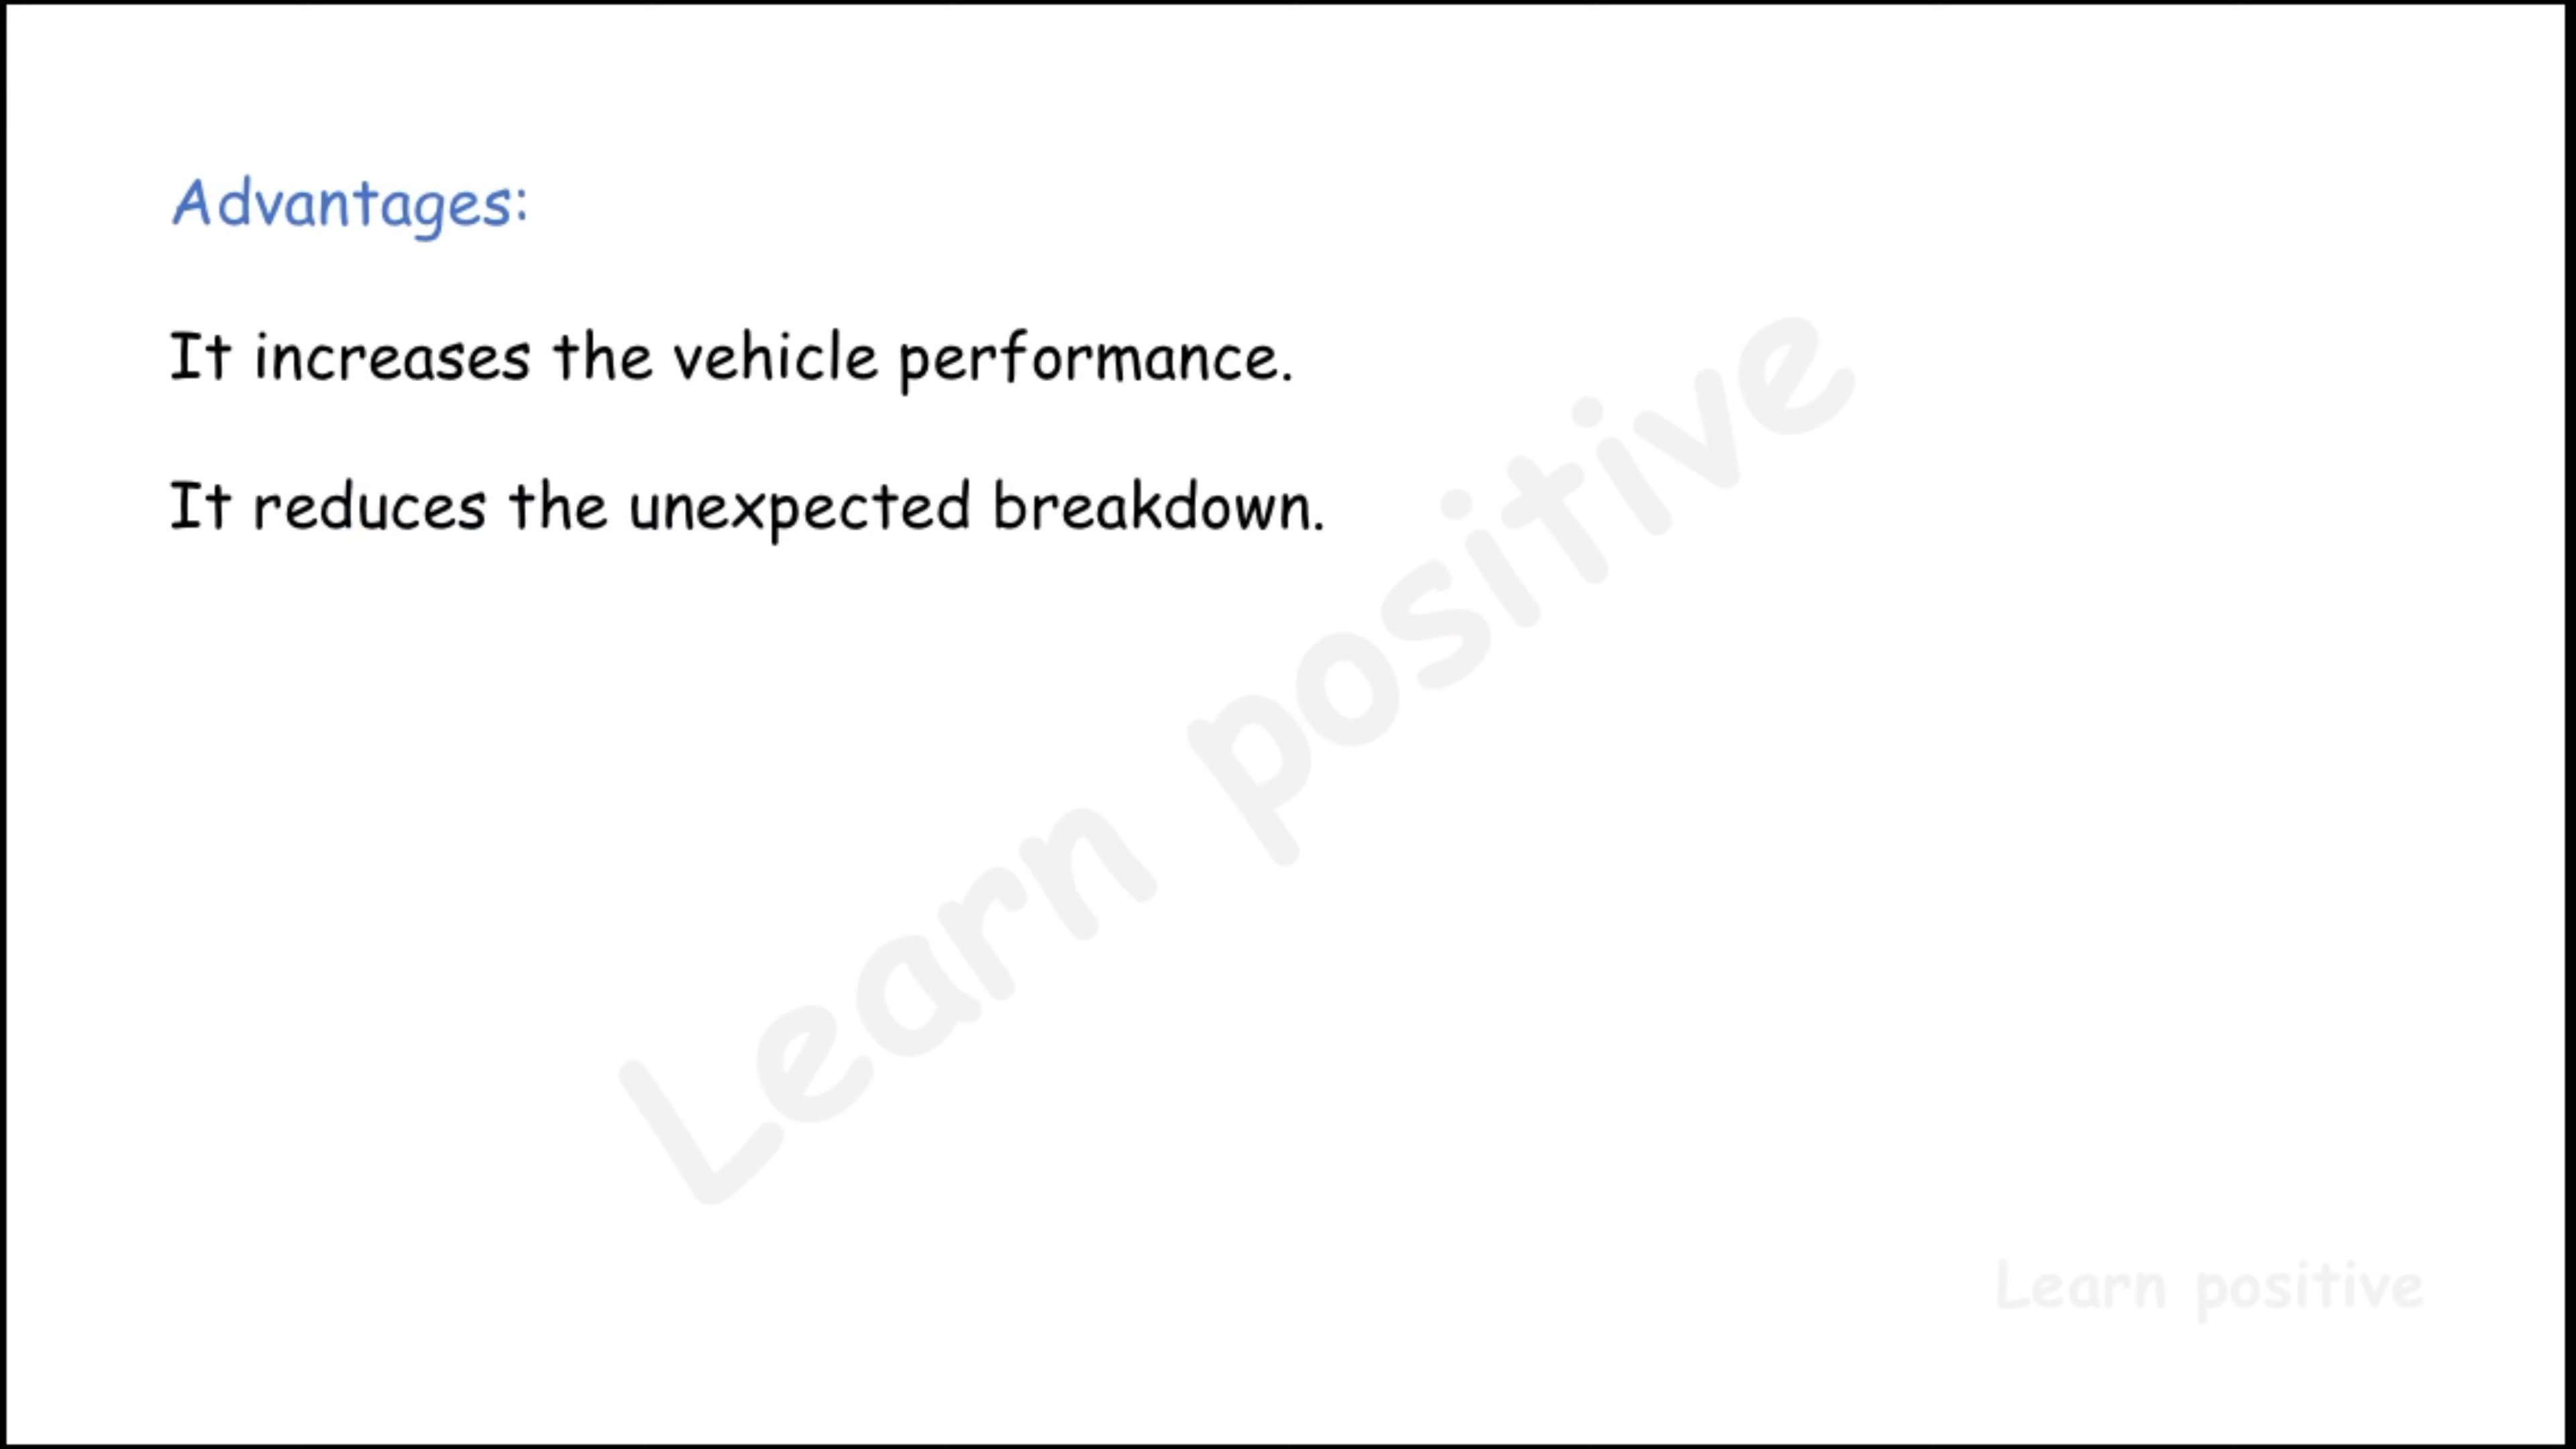 Advantages:
It increases the vehicle performance.
It reduces the unexpected breakdown.
Learn positive
Learn positive